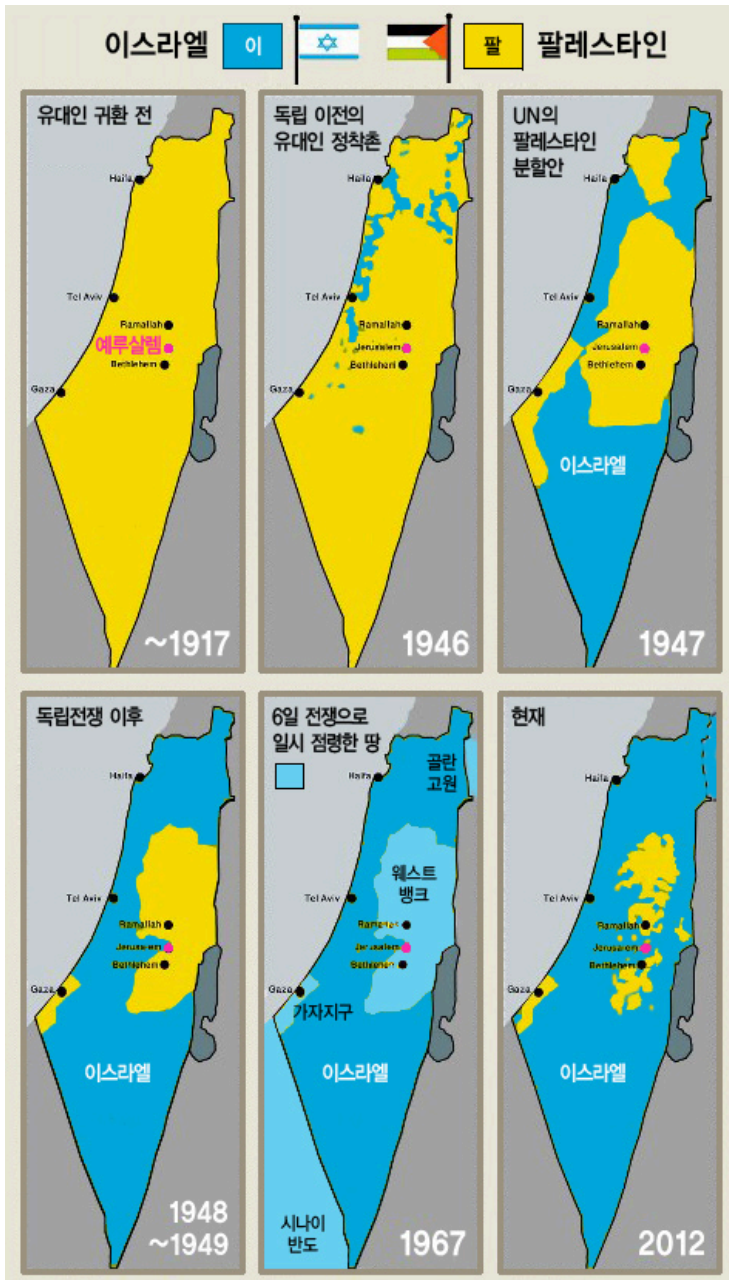 이스라엘 이 팔 팔레스타인
유대인 귀환 전
Haifa
Tel Aviv
Ramallah
예루살렘
Bethlehem
Gaza
~1917
독립 이전의
유대인 정착촌
Haifa
Tel Aviv
Ramallah
Jerusalem
Bethlehem
Gaza
1946
UN의
팔레스타인
분할안
Haifa
Tel Aviv
Ramallah
Jerusalem
Bethlehem
Gaza
이스라엘
1947
독립전쟁 이후
Haifa
Tel Aviv
Ramallah
Jerusalem
Bethlehem
Gaza
이스라엘
1948
~1949
6일 전쟁으로
일시 점령한 땅
골란
고원
Haifa
웨스트
뱅크
Tel Aviv
Ramallah
Jerusalem
Bethlehem
Gaza
가자지구
이스라엘
시나이
반도
1967
현재
Haifa
Tel Aviv
Ramallah
Jerusalem
Bethlehem
Gaza
이스라엘
2012